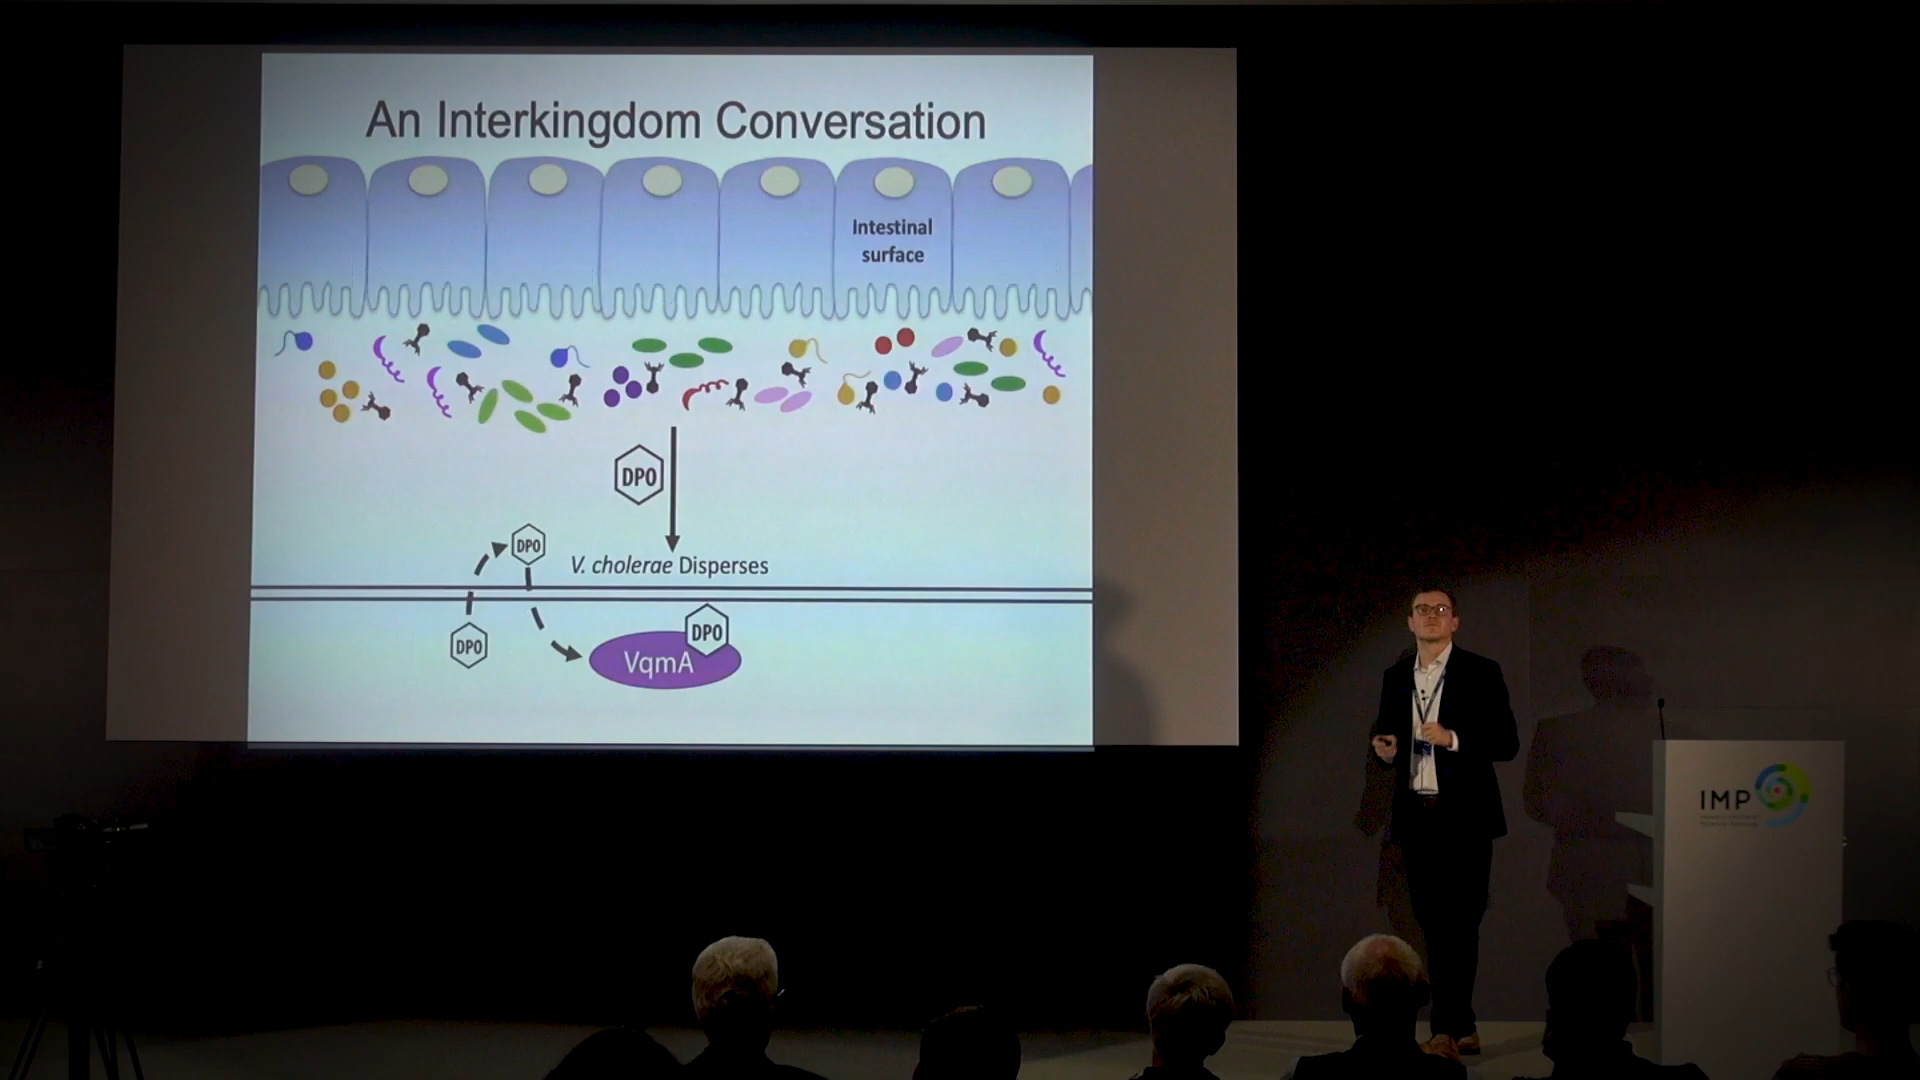 An Interkingdom Conversation
Intestinal
surface
DPO
DPO
V. cholerae Disperses
DPO
DPO
VqmA
IMP